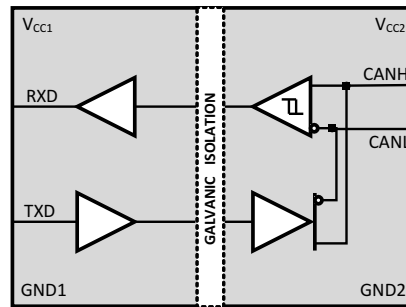 VCC1
VCC2
CANH
RXD
GALVANIC ISOLATION
CANL
TXD
GND1
GND2